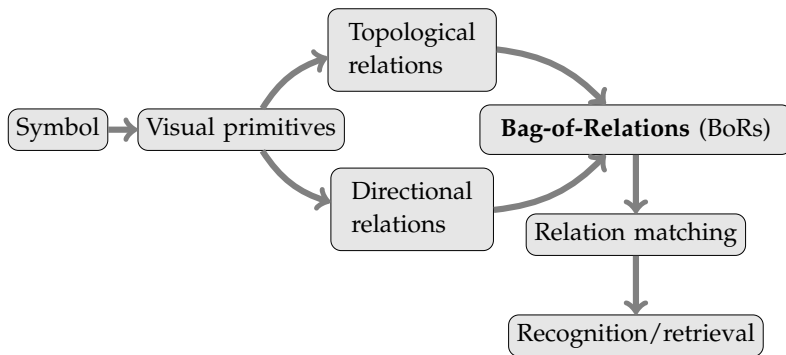 Topological
relations
Symbol
Visual primitives
Bag-of-Relations (BoRs)
Directional
relations
Relation matching
Recognition/retrieval